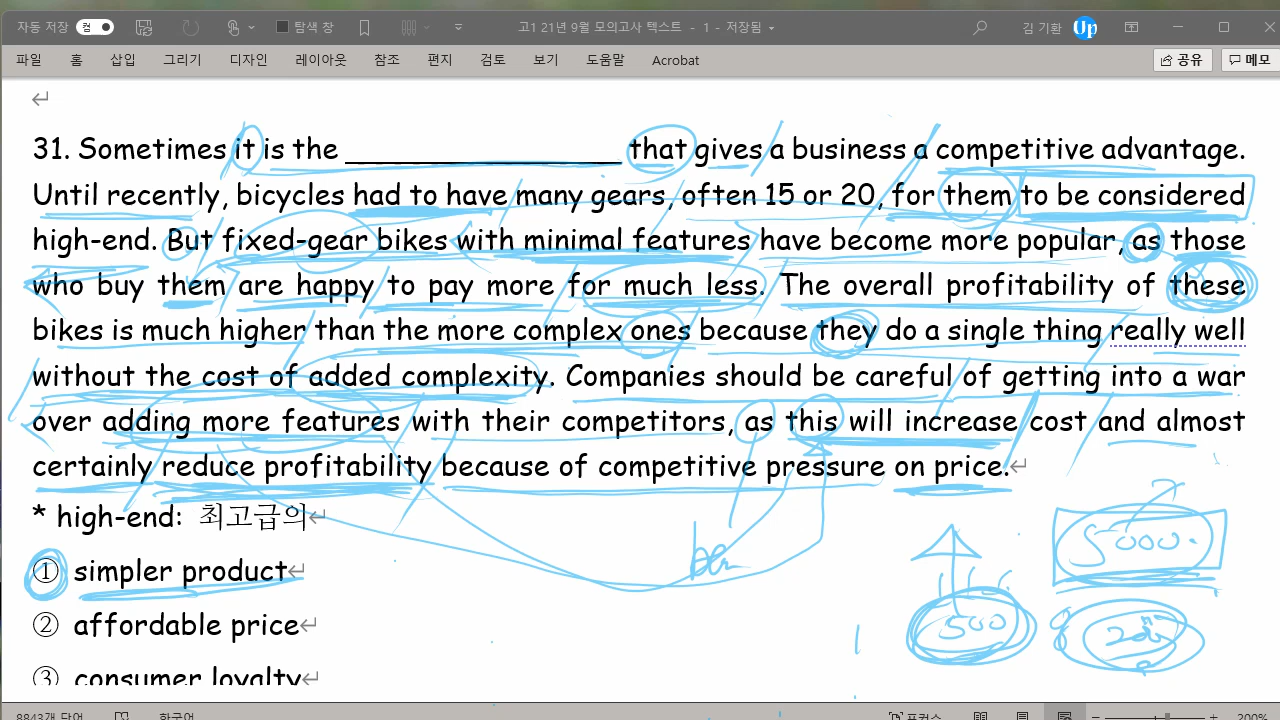 자동 저장 컴 탐색 창 고1 21년 9월 모의고사 텍스트 - 1 - 저장됨 김 기환 Up
파일 홈 삽입 그리기 디자인 레이아웃 참조 편지 검토 보기 도움말 Acrobat 공유 메모
31. Sometimes it is the ________________ that gives a business a competitive advantage.
Until recently, bicycles had to have many gears, often 15 or 20, for them to be considered
high-end. But fixed-gear bikes with minimal features have become more popular, as those
who buy them are happy to pay more for much less. The overall profitability of these
bikes is much higher than the more complex ones because they do a single thing really well
without the cost of added complexity. Companies should be careful of getting into a war
over adding more features with their competitors, as this will increase cost and almost
certainly reduce profitability because of competitive pressure on price.
* high-end: 최고급의
5000.
① simpler product
② affordable price
500
③ consumer loyalty
8843개 단어 한국어 포커스 200%